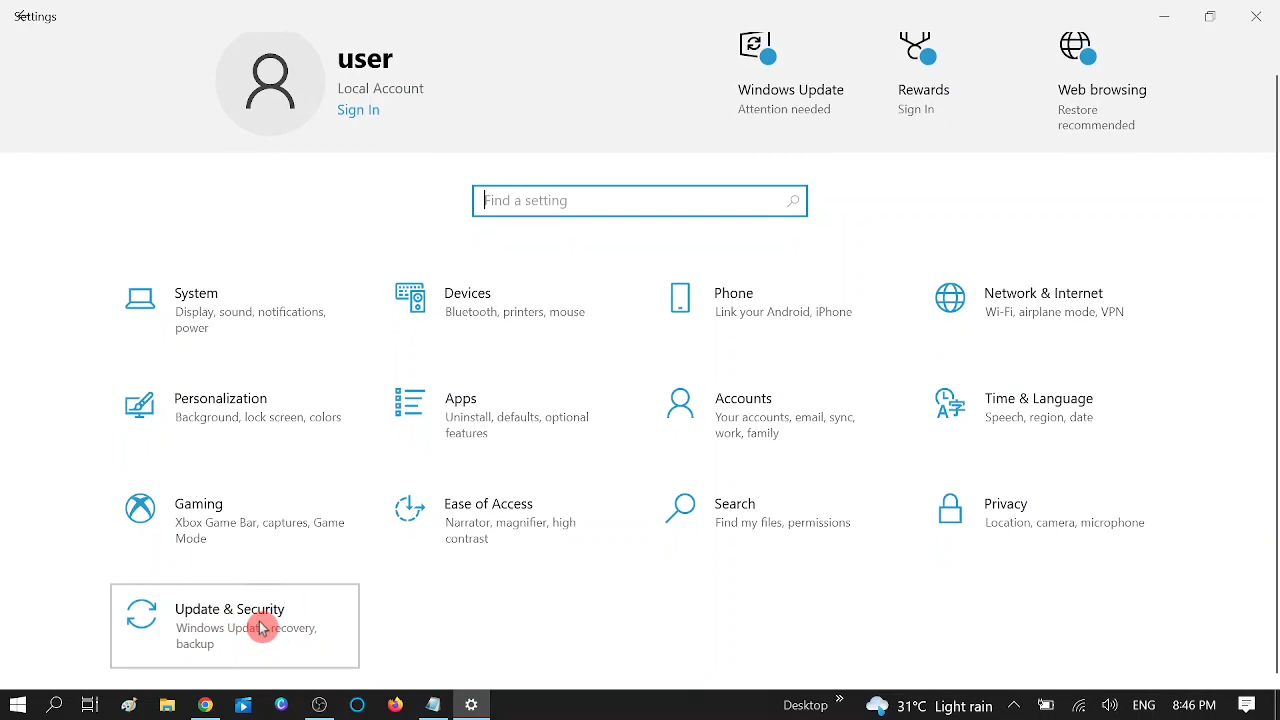 Settings
user
Local Account
Sign In
Windows Update
Attention needed
Rewards
Sign In
Web browsing
Restore
recommended
Find a setting
System
Display, sound, notifications,
power
Devices
Bluetooth, printers, mouse
Phone
Link your Android, iPhone
Network & Internet
Wi-Fi, airplane mode, VPN
Personalization
Background, lock screen, colors
Apps
Uninstall, defaults, optional
features
Accounts
Your accounts, email, sync,
work, family
Time & Language
Speech, region, date
Gaming
Xbox Game Bar, captures, Game
Mode
Ease of Access
Narrator, magnifier, high
contrast
Search
Find my files, permissions
Privacy
Location, camera, microphone
Update & Security
Windows Update, recovery,
backup
Desktop
31°C Light rain
ENG
8:46 PM